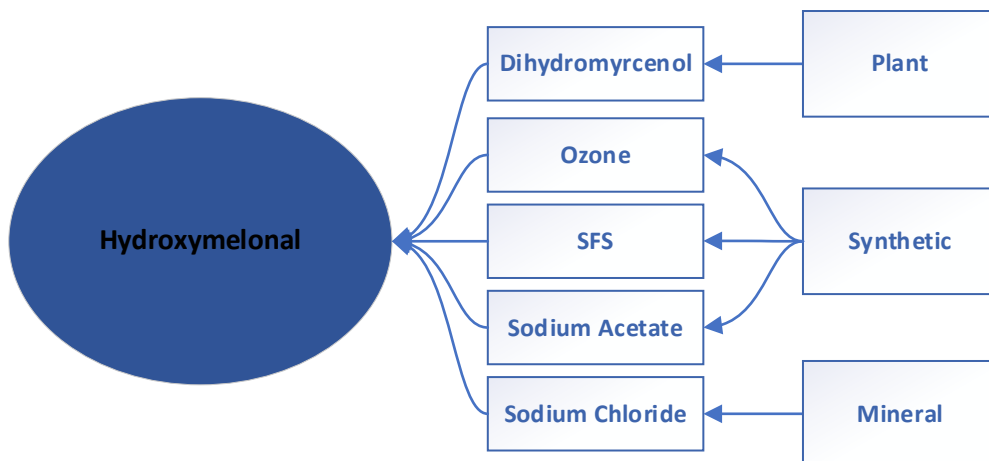 Hydroxymelonal
Dihydromyrcenol
Ozone
SFS
Sodium Acetate
Sodium Chloride
Plant
Synthetic
Mineral